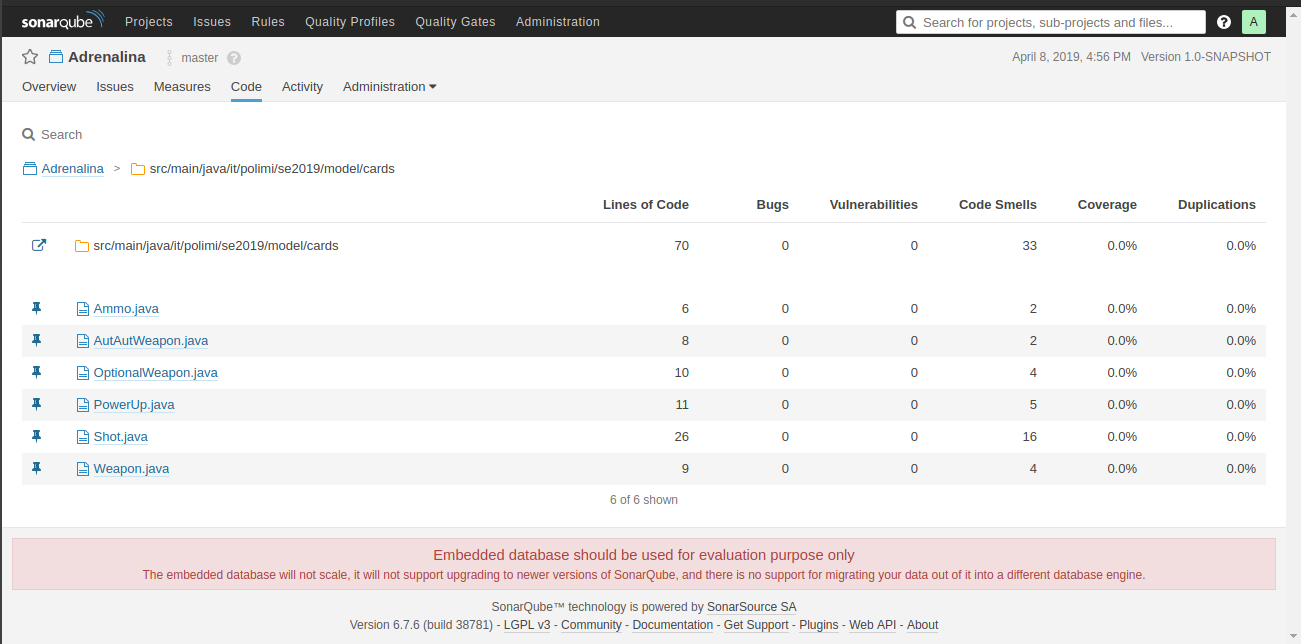 sonarqube Projects Issues Rules Quality Profiles Quality Gates Administration Search for projects, sub-projects and files... ? A
Adrenalina master ? April 8, 2019, 4:56 PM Version 1.0-SNAPSHOT
Overview Issues Measures Code Activity Administration
Search
Adrenalina > src/main/java/it/polimi/se2019/model/cards
Lines of Code Bugs Vulnerabilities Code Smells Coverage Duplications
src/main/java/it/polimi/se2019/model/cards 70 0 0 33 0.0% 0.0%
Ammo.java 6 0 0 2 0.0% 0.0%
AutAutWeapon.java 8 0 0 2 0.0% 0.0%
OptionalWeapon.java 10 0 0 4 0.0% 0.0%
PowerUp.java 11 0 0 5 0.0% 0.0%
Shot.java 26 0 0 16 0.0% 0.0%
Weapon.java 9 0 0 4 0.0% 0.0%
6 of 6 shown
Embedded database should be used for evaluation purpose only
The embedded database will not scale, it will not support upgrading to newer versions of SonarQube, and there is no support for migrating your data out of it into a different database engine.
SonarQube™ technology is powered by SonarSource SA
Version 6.7.6 (build 38781) - LGPL v3 - Community - Documentation - Get Support - Plugins - Web API - About